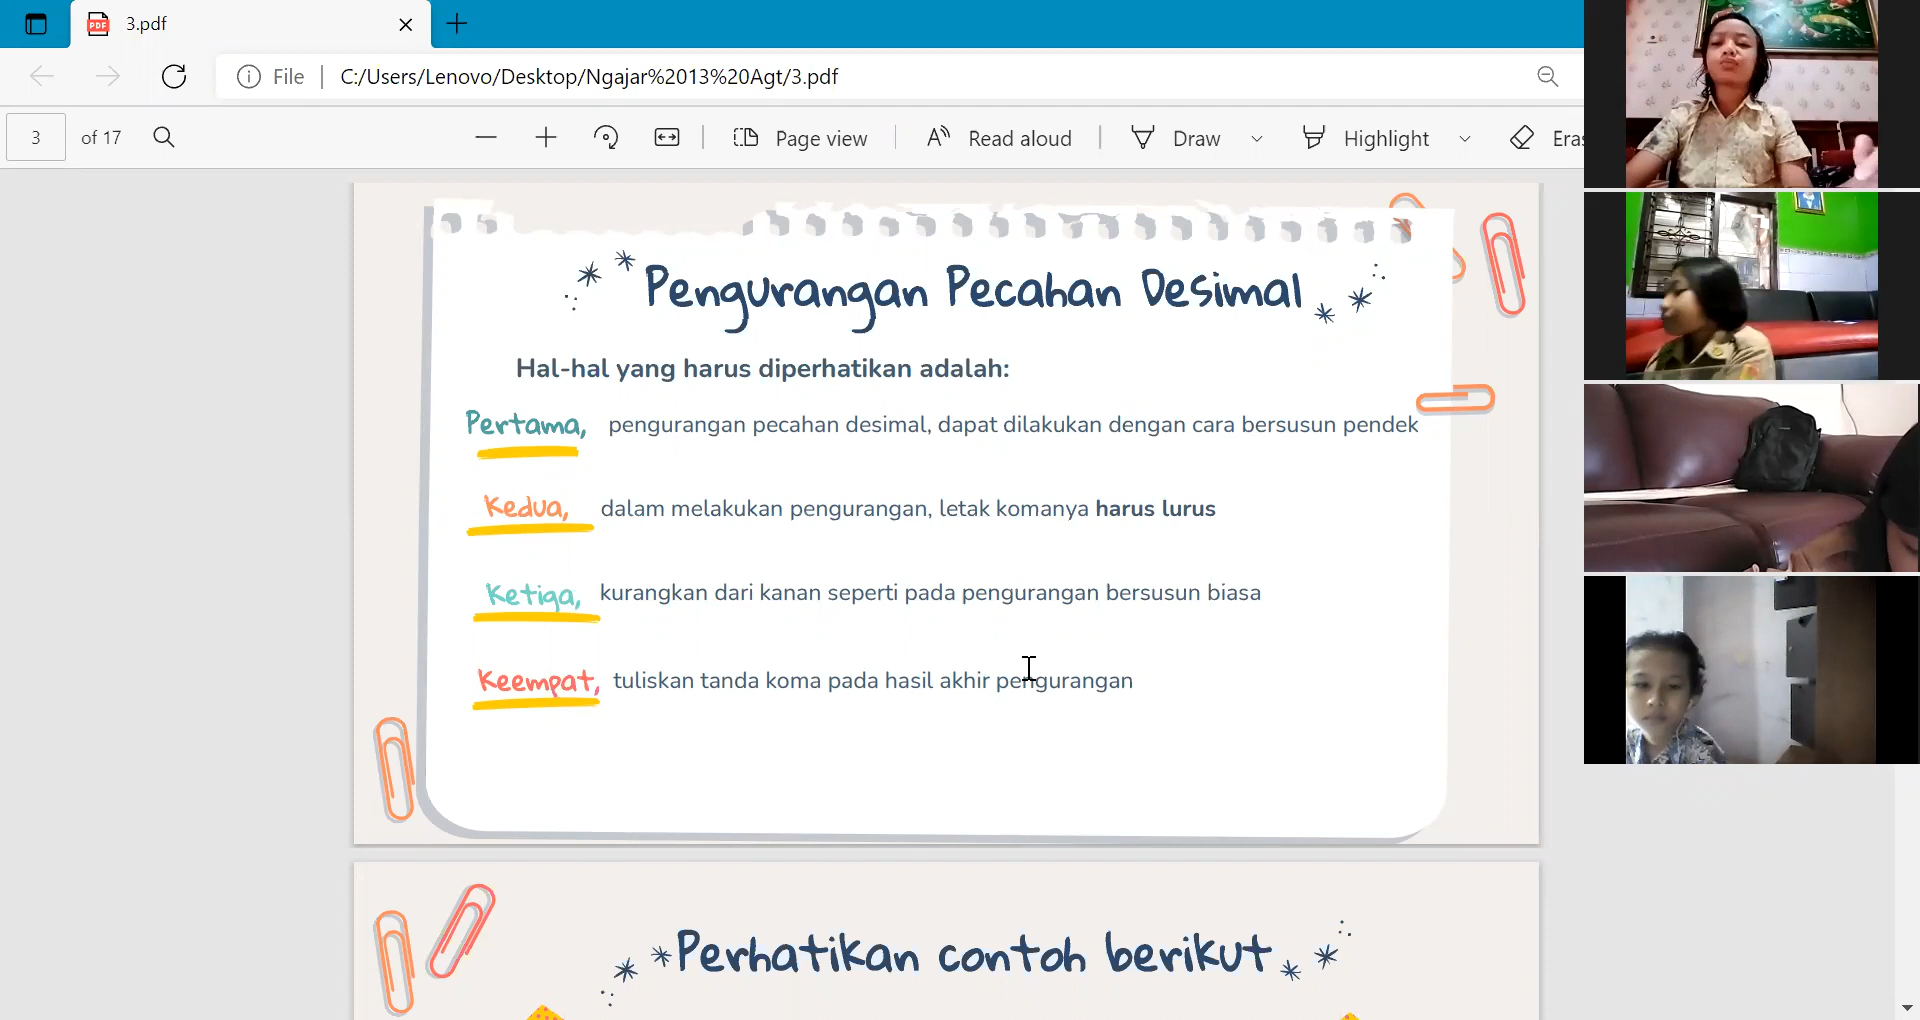 3.pdf
File
C:/Users/Lenovo/Desktop/Ngajar%2013%20Agt/3.pdf
3 of 17
Page view
Read aloud
Draw
Highlight
Eras
Pengurangan Pecahan Desimal
Hal-hal yang harus diperhatikan adalah:
Pertama, pengurangan pecahan desimal, dapat dilakukan dengan cara bersusun pendek
Kedua, dalam melakukan pengurangan, letak komanya harus lurus
Ketiga, kurangkan dari kanan seperti pada pengurangan bersusun biasa
Keempat, tuliskan tanda koma pada hasil akhir pengurangan
Perhatikan contoh berikut